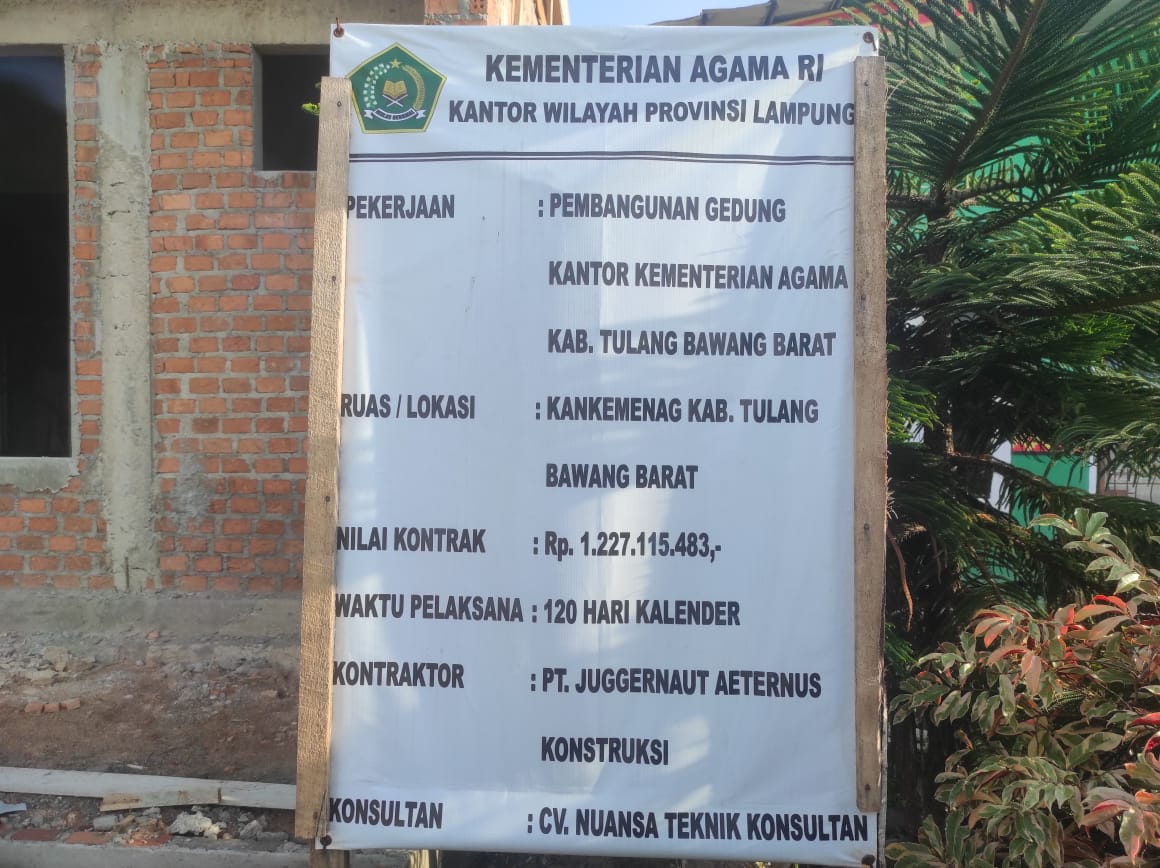 KEMENTERIAN AGAMA RI
KANTOR WILAYAH PROVINSI LAMPUNG
PEKERJAAN : PEMBANGUNAN GEDUNG
KANTOR KEMENTERIAN AGAMA
KAB. TULANG BAWANG BARAT
RUAS / LOKASI : KANKEMENAG KAB. TULANG
BAWANG BARAT
NILAI KONTRAK : Rp. 1.227.115.483,-
WAKTU PELAKSANA : 120 HARI KALENDER
KONTRAKTOR : PT. JUGGERNAUT AETERNUS
KONSTRUKSI
KONSULTAN : CV. NUANSA TEKNIK KONSULTAN